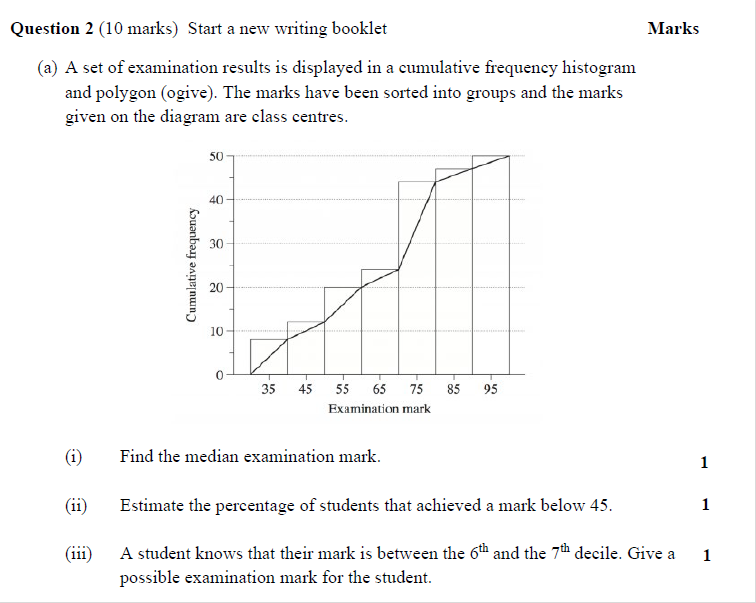 Question 2 (10 marks) Start a new writing booklet Marks
(a) A set of examination results is displayed in a cumulative frequency histogram
and polygon (ogive). The marks have been sorted into groups and the marks
given on the diagram are class centres.
50
40
30
20
10
0
Cumulative frequency
35 45 55 65 75 85 95
Examination mark
(i) Find the median examination mark. 1
(ii) Estimate the percentage of students that achieved a mark below 45. 1
(iii) A student knows that their mark is between the 6th and the 7th decile. Give a 1
possible examination mark for the student.